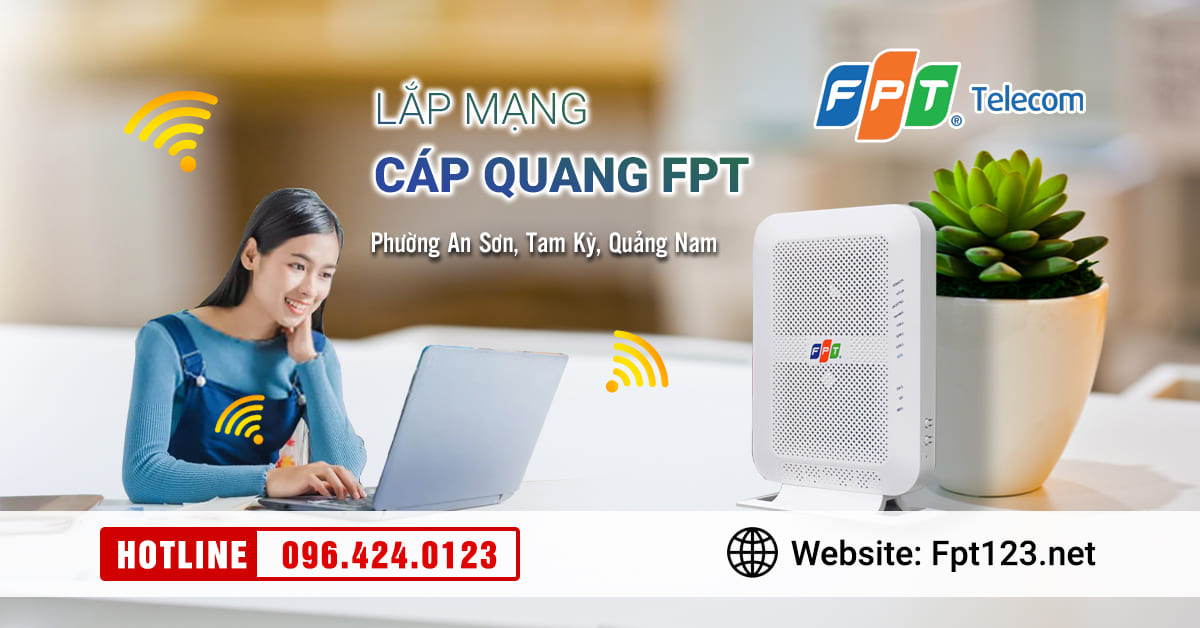 LẮP MẠNG
CÁP QUANG FPT
Phường An Sơn, Tam Kỳ, Quảng Nam
FPT® Telecom
FPT
HOTLINE 096.424.0123
Website: Fpt123.net